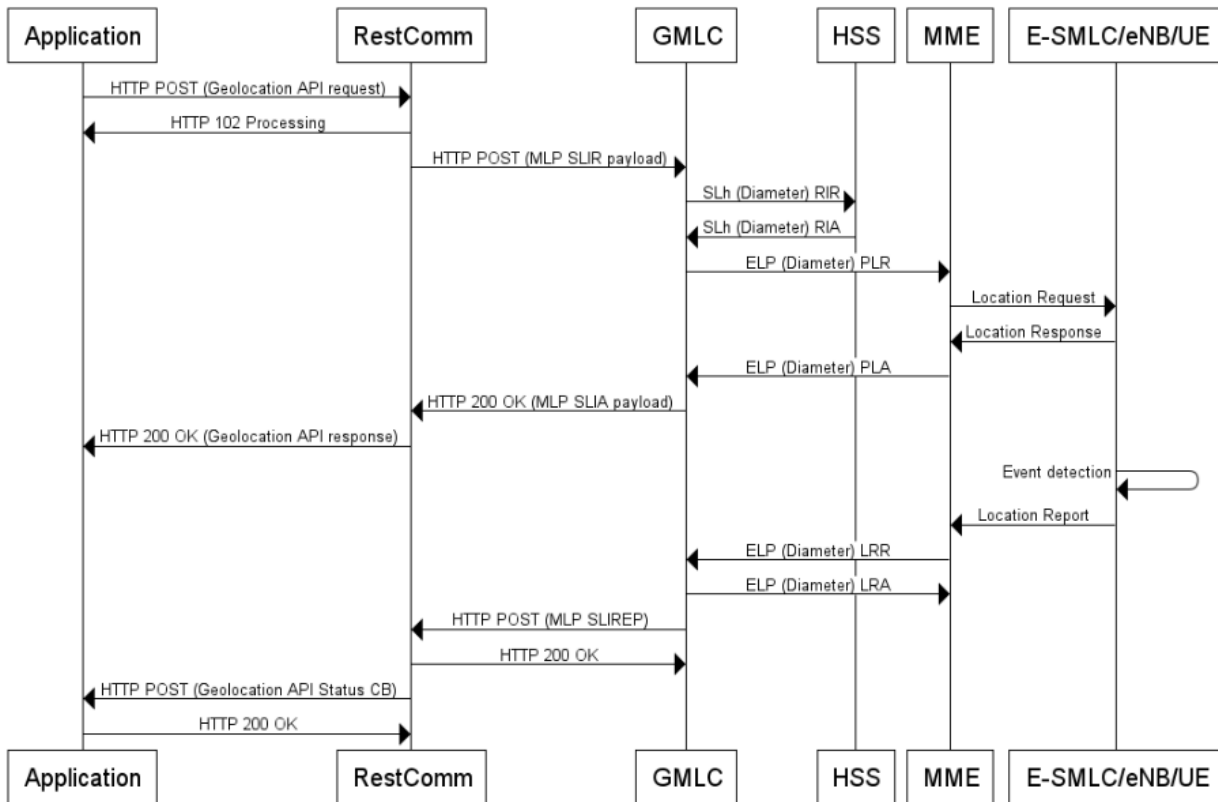 Application RestComm GMLC HSS MME E-SMLC/eNB/UE
HTTP POST (Geolocation API request)
HTTP 102 Processing
HTTP POST (MLP SLIR payload)
SLh (Diameter) RIR
SLh (Diameter) RIA
ELP (Diameter) PLR
Location Request
Location Response
ELP (Diameter) PLA
HTTP 200 OK (MLP SLIA payload)
HTTP 200 OK (Geolocation API response)
Event detection
Location Report
ELP (Diameter) LRR
ELP (Diameter) LRA
HTTP POST (MLP SLIREP)
HTTP 200 OK
HTTP POST (Geolocation API Status CB)
HTTP 200 OK
Application RestComm GMLC HSS MME E-SMLC/eNB/UE